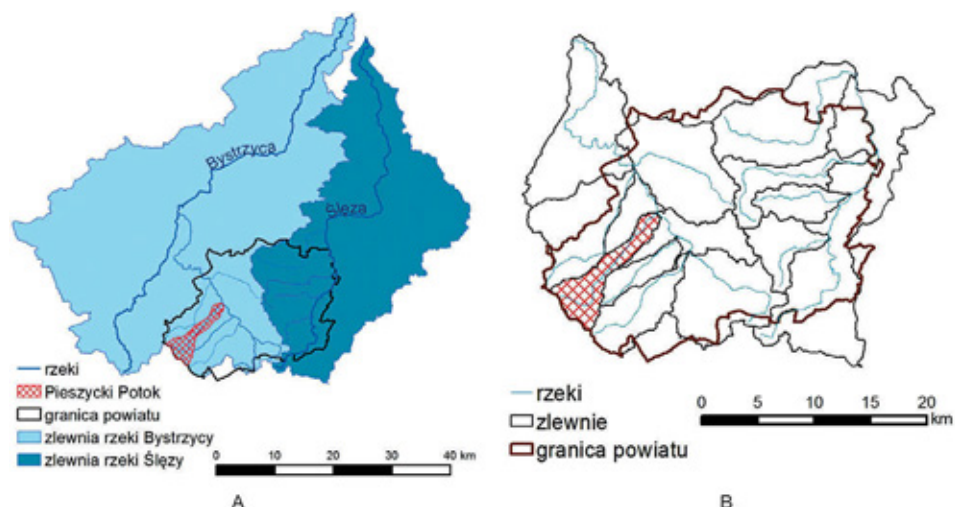 Bystrzyca
Ślęza
rzeki
Pieszycki Potok
granica powiatu
zlewnia rzeki Bystrzycy
zlewnia rzeki Ślęzy
0 10 20 30 40 km
A
rzeki
zlewnie
granica powiatu
0 5 10 15 20
km
B